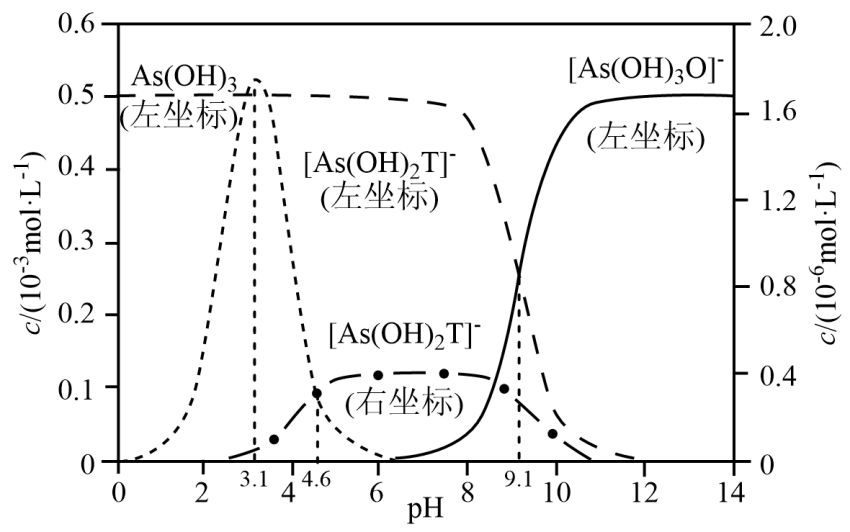 0.6
0.5
0.4
0.3
0.2
0.1
0
c/(10⁻³mol·L⁻¹)
As(OH)₃
(左坐标)
[As(OH)₂T]⁻
(左坐标)
[As(OH)₂T]⁻
(右坐标)
[As(OH)₃O]⁻
(左坐标)
2.0
1.6
1.2
0.8
0.4
0
c/(10⁻⁶mol·L⁻¹)
3.1 4.6 9.1
0 2 4 6 8 10 12 14
pH